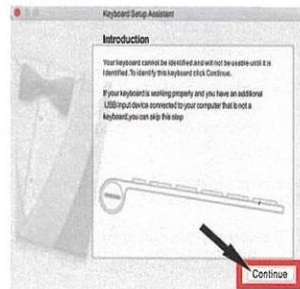 Keyboard Setup Assistant
Introduction
Your keyboard cannot be identified and will not be useable until it is
Identified. To identify this keyboard click Continue.
If your keyboard is working properly and you have an additional
USB input device connected to your computer that is not a
keyboard,you can skip this step
Continue